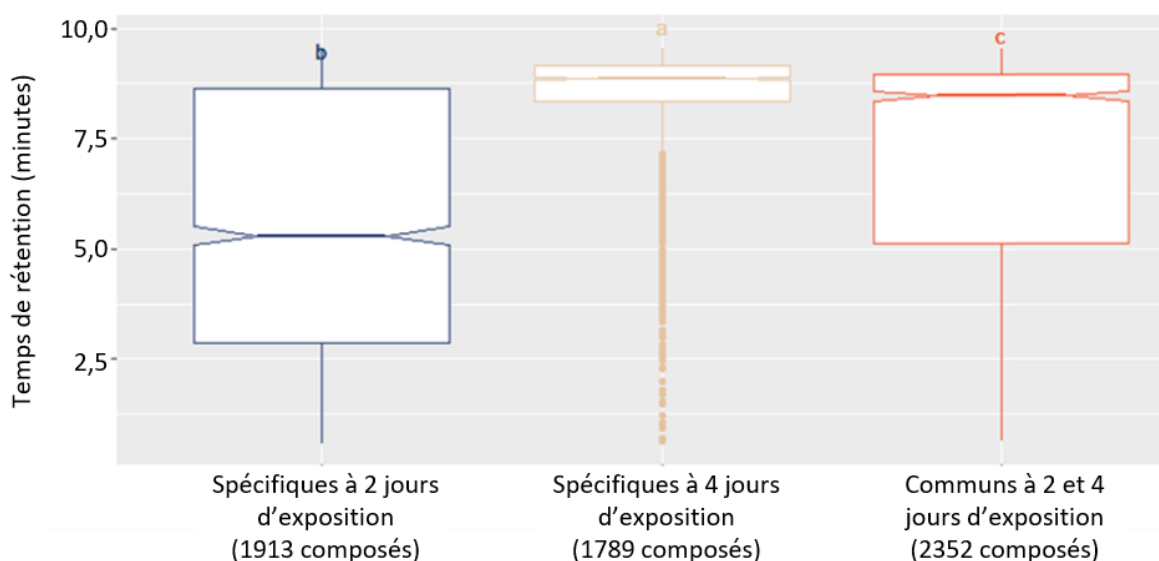 Temps de rétention (minutes)
10,0
7,5
5,0
2,5
b
a
c
Spécifiques à 2 jours
d’exposition
(1913 composés)
Spécifiques à 4 jours
d’exposition
(1789 composés)
Communs à 2 et 4
jours d’exposition
(2352 composés)